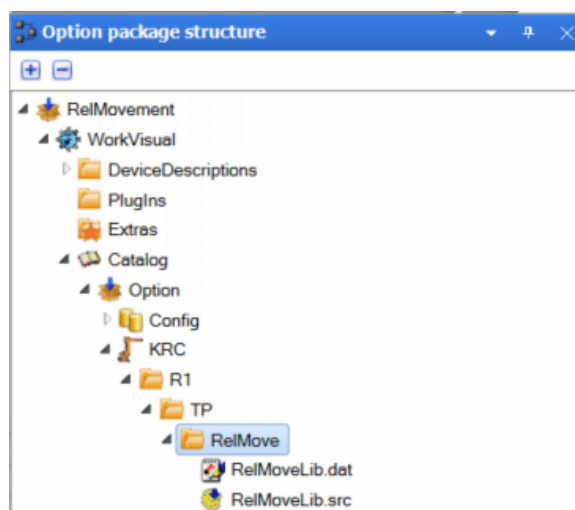 Option package structure
RelMovement
WorkVisual
DeviceDescriptions
PlugIns
Extras
Catalog
Option
Config
KRC
R1
TP
RelMove
RelMoveLib.dat
RelMoveLib.src